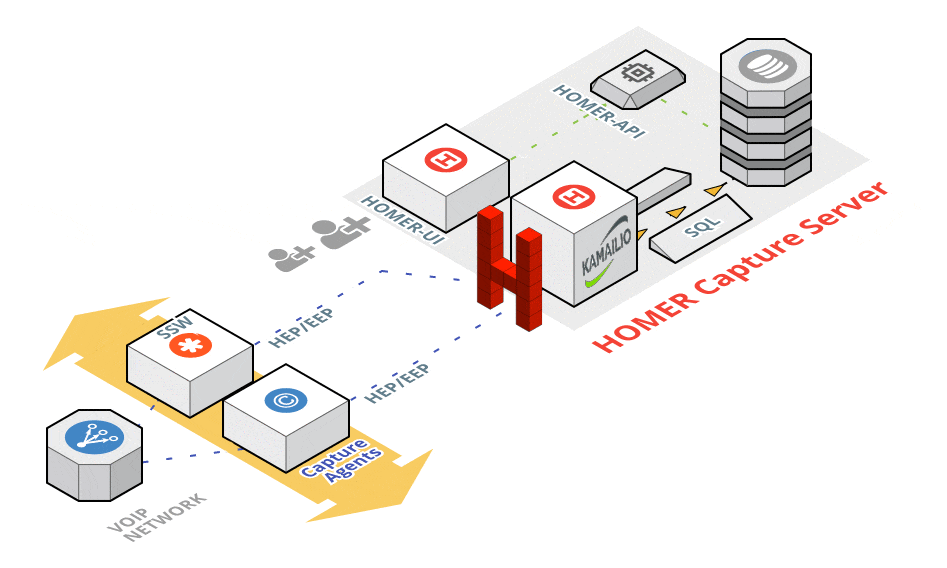 HOMER-API
HOMER-UI
H
H
KAMAILIO
SQL
HOMER Capture Server
SSW
HEP/EEP
HEP/EEP
C
Capture
Agents
VOIP
NETWORK